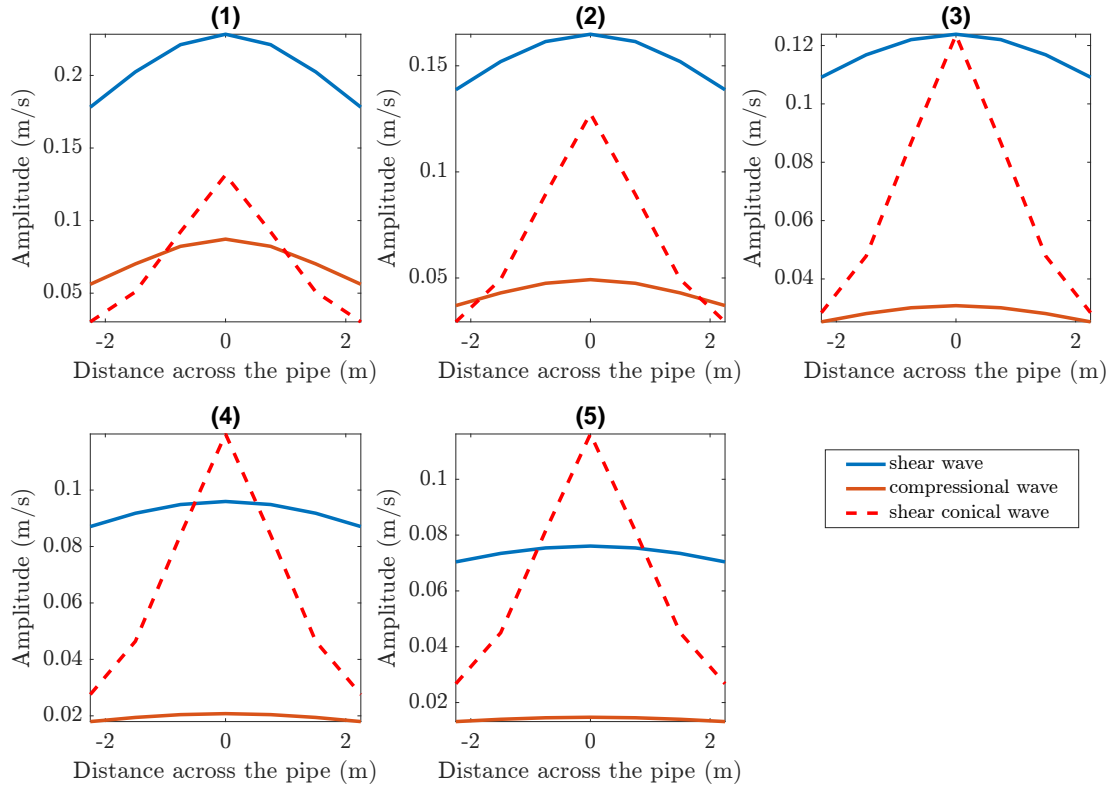 (1)
0.2
0.15
0.1
0.05
Amplitude (m/s)
-2 0 2
Distance across the pipe (m)
(2)
0.15
0.1
0.05
Amplitude (m/s)
-2 0 2
Distance across the pipe (m)
(3)
0.12
0.1
0.08
0.06
0.04
Amplitude (m/s)
-2 0 2
Distance across the pipe (m)
(4)
0.1
0.08
0.06
0.04
0.02
Amplitude (m/s)
-2 0 2
Distance across the pipe (m)
(5)
0.1
0.08
0.06
0.04
0.02
Amplitude (m/s)
-2 0 2
Distance across the pipe (m)
shear wave
compressional wave
shear conical wave